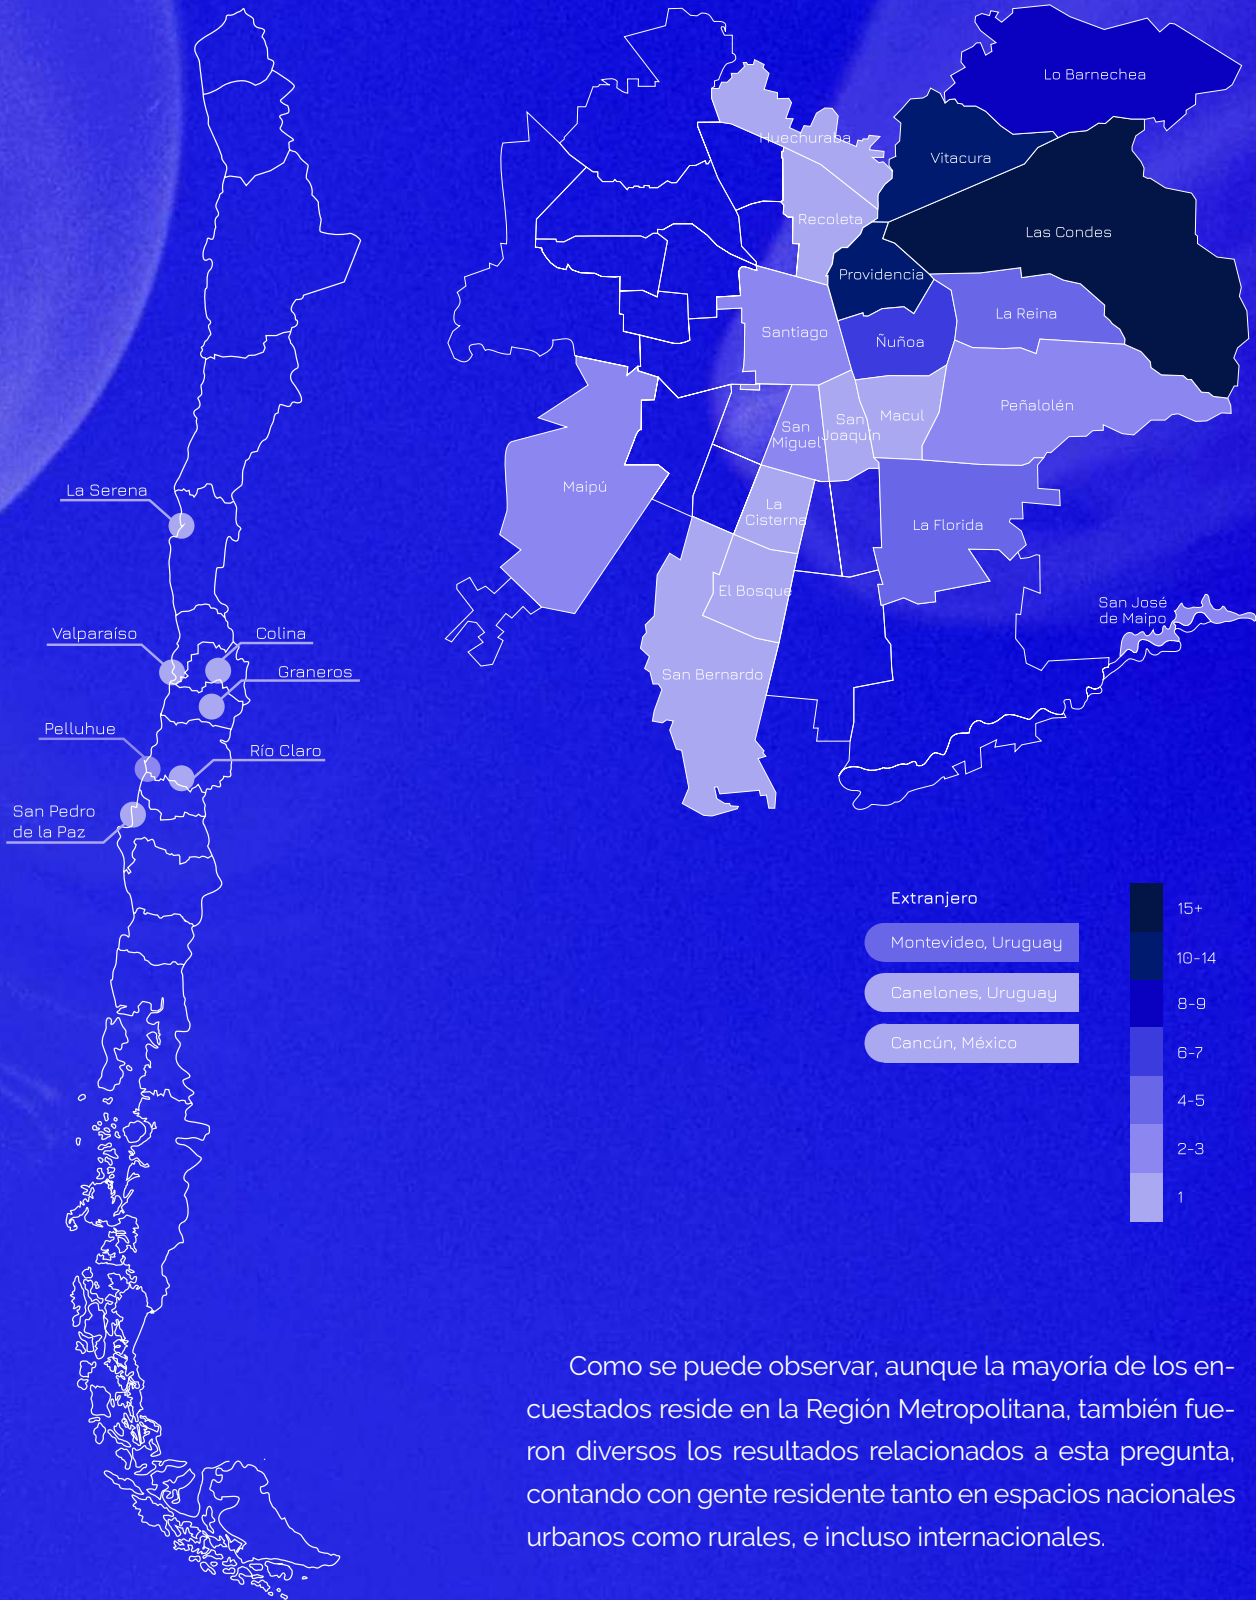 La Serena
Valparaíso
Colina
Graneros
Pelluhue
Río Claro
San Pedro
de la Paz
Lo Barnechea
Huechuraba
Vitacura
Recoleta
Las Condes
Providencia
La Reina
Santiago
Ñuñoa
Peñalolén
San
Miguel
San
Joaquín
Macul
Maipú
La
Cisterna
La Florida
El Bosque
San José
de Maipo
San Bernardo
Extranjero
Montevideo, Uruguay
Canelones, Uruguay
Cancún, México
15+
10-14
8-9
6-7
4-5
2-3
1
Como se puede observar, aunque la mayoría de los en-
cuestados reside en la Región Metropolitana, también fue-
ron diversos los resultados relacionados a esta pregunta,
contando con gente residente tanto en espacios nacionales
urbanos como rurales, e incluso internacionales.